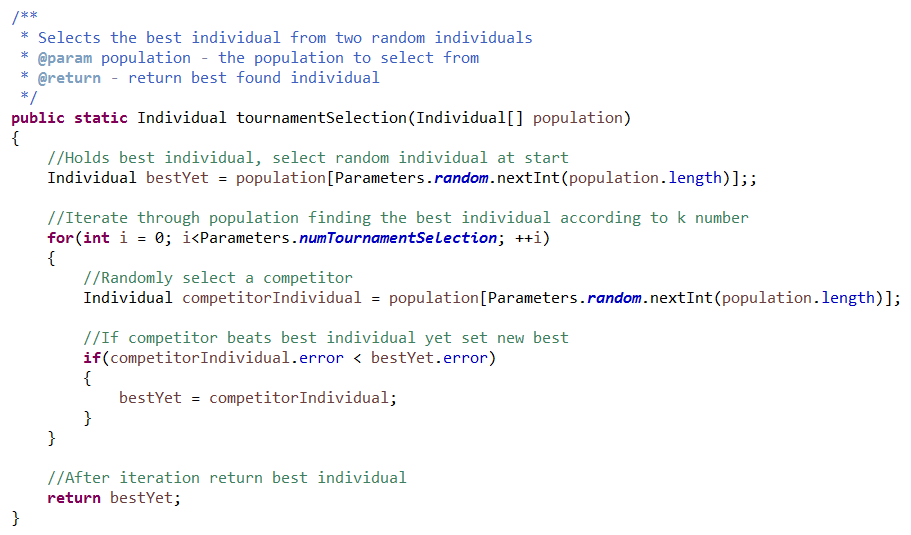 /**
 * Selects the best individual from two random individuals
 * @param population - the population to select from
 * @return - return best found individual
 */
public static Individual tournamentSelection(Individual[] population)
{
    //Holds best individual, select random individual at start
    Individual bestYet = population[Parameters.random.nextInt(population.length)];;

    //Iterate through population finding the best individual according to k number
    for(int i = 0; i<Parameters.numTournamentSelection; ++i)
    {
        //Randomly select a competitor
        Individual competitorIndividual = population[Parameters.random.nextInt(population.length)];

        //If competitor beats best individual yet set new best
        if(competitorIndividual.error < bestYet.error)
        {
            bestYet = competitorIndividual;
        }
    }

    //After iteration return best individual
    return bestYet;
}